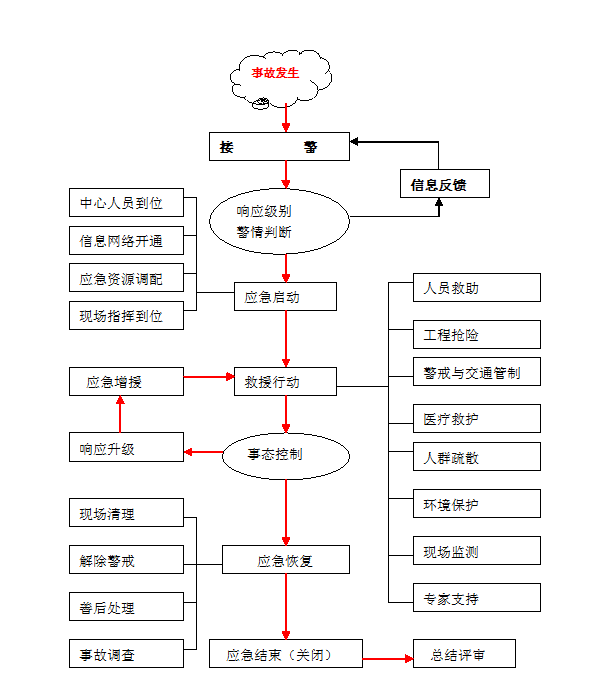 事故发生
接 警
信息反馈
响应级别
警情判断
中心人员到位
信息网络开通
应急资源调配
现场指挥到位
应急启动
人员救助
工程抢险
警戒与交通管制
医疗救护
人群疏散
环境保护
现场监测
专家支持
应急增援
救援行动
响应升级
事态控制
现场清理
解除警戒
善后处理
事故调查
应急恢复
应急结束（关闭）
总结评审